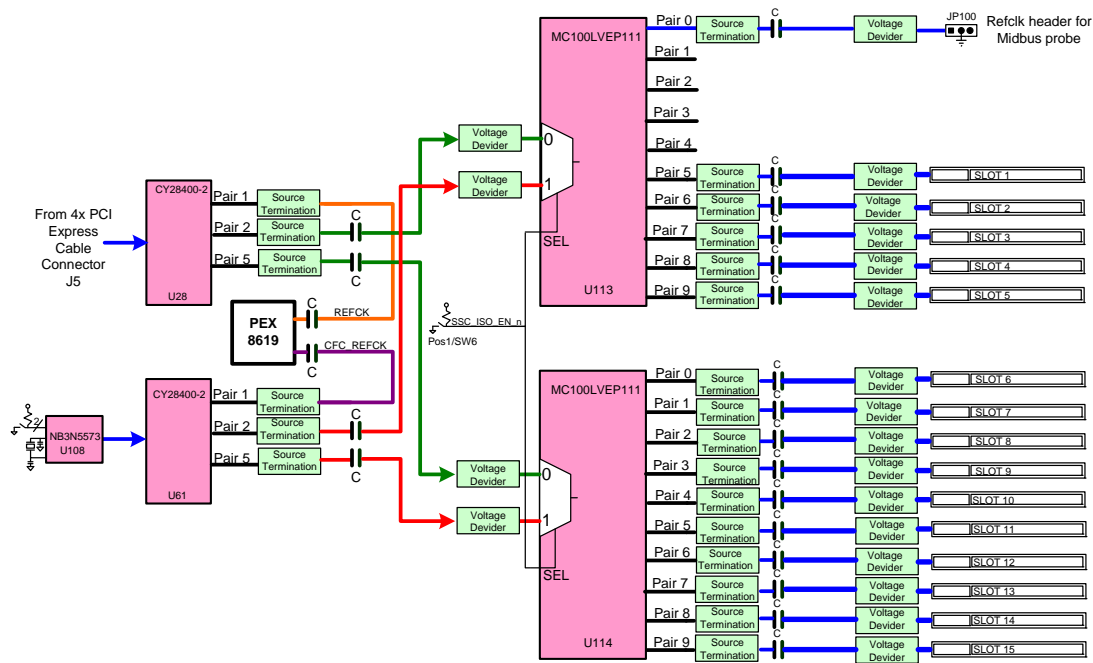 MC100LVEP111
Pair 0
Source
Termination
C
Voltage
Devider
JP100
Refclk header for
Midbus probe
Pair 1
Pair 2
Pair 3
Pair 4
Voltage
Devider
0
Voltage
Devider
1
SEL
Pair 5
Source
Termination
C
Voltage
Devider
SLOT 1
Pair 6
Source
Termination
C
Voltage
Devider
SLOT 2
Pair 7
Source
Termination
C
Voltage
Devider
SLOT 3
Pair 8
Source
Termination
C
Voltage
Devider
SLOT 4
Pair 9
Source
Termination
C
Voltage
Devider
SLOT 5
U113
From 4x PCI
Express
Cable
Connector
J5
CY28400-2
Pair 1
Source
Termination
Pair 2
Source
Termination
C
Pair 5
Source
Termination
C
U28
PEX
8619
C
REFCK
C
CFC_REFCK
SSC_ISO_EN_n
Pos1/SW6
2
NB3N5573
U108
CY28400-2
Pair 1
Source
Termination
Pair 2
Source
Termination
C
Pair 5
Source
Termination
C
U61
MC100LVEP111
Voltage
Devider
0
Voltage
Devider
1
SEL
U114
Pair 0
Source
Termination
C
Voltage
Devider
SLOT 6
Pair 1
Source
Termination
C
Voltage
Devider
SLOT 7
Pair 2
Source
Termination
C
Voltage
Devider
SLOT 8
Pair 3
Source
Termination
C
Voltage
Devider
SLOT 9
Pair 4
Source
Termination
C
Voltage
Devider
SLOT 10
Pair 5
Source
Termination
C
Voltage
Devider
SLOT 11
Pair 6
Source
Termination
C
Voltage
Devider
SLOT 12
Pair 7
Source
Termination
C
Voltage
Devider
SLOT 13
Pair 8
Source
Termination
C
Voltage
Devider
SLOT 14
Pair 9
Source
Termination
C
Voltage
Devider
SLOT 15